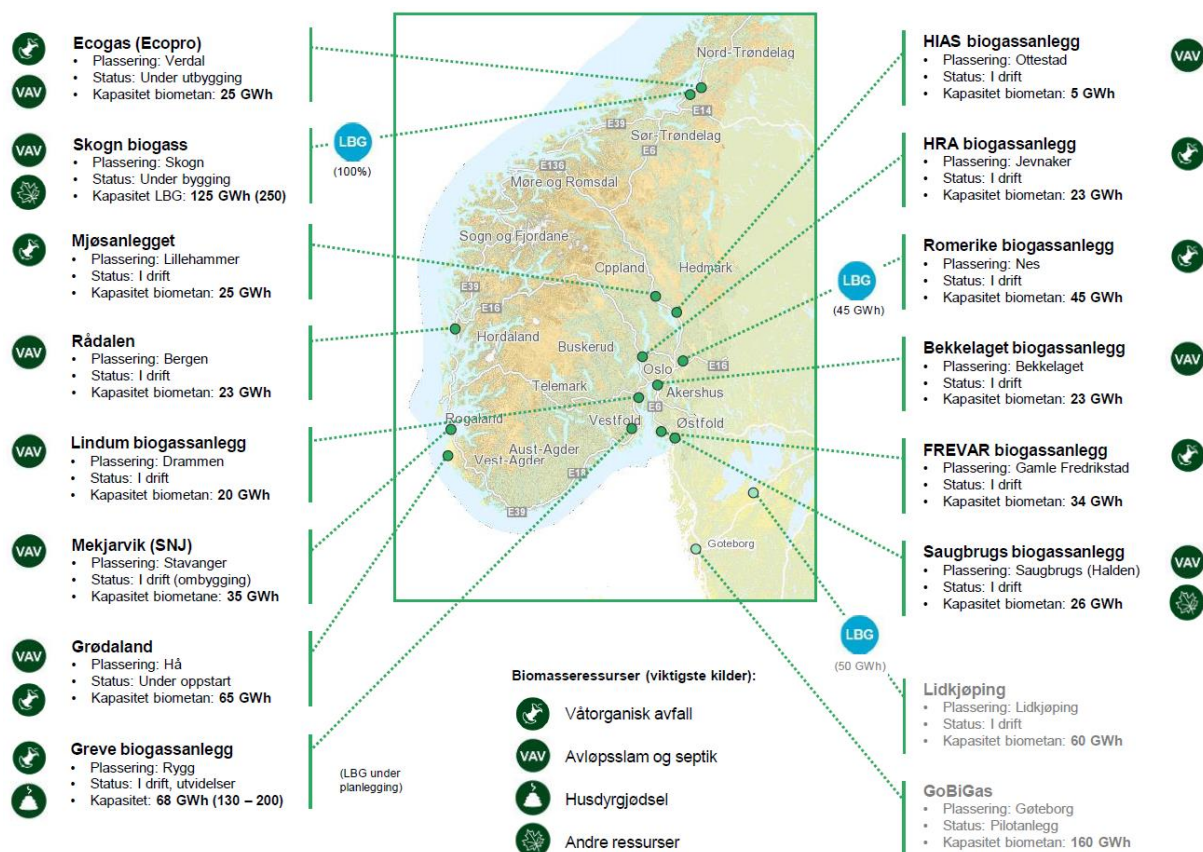 Ecogas (Ecopro)
• Plassering: Verdal
• Status: Under utbygging
• Kapasitet biometan: 25 GWh
VAV
Skogn biogass
• Plassering: Skogn
• Status: Under bygging
• Kapasitet LBG: 125 GWh (250)
VAV
LBG
(100%)
Mjøsanlegget
• Plassering: Lillehammer
• Status: I drift
• Kapasitet biometan: 25 GWh
Rådalen
• Plassering: Bergen
• Status: I drift
• Kapasitet biometan: 23 GWh
VAV
Lindum biogassanlegg
• Plassering: Drammen
• Status: I drift
• Kapasitet biometan: 20 GWh
VAV
Mekjarvik (SNJ)
• Plassering: Stavanger
• Status: I drift (ombygging)
• Kapasitet biometane: 35 GWh
VAV
Grødaland
• Plassering: Hå
• Status: Under oppstart
• Kapasitet biometan: 65 GWh
VAV
Greve biogassanlegg
• Plassering: Rygg
• Status: I drift, utvidelser
• Kapasitet: 68 GWh (130 – 200)
(LBG under
planlegging)
Nord-Trøndelag
E14
E39
Sør-Trøndelag
E6
E136
Møre og Romsdal
Sogn og Fjordane
Oppland
Hedmark
E39
E16
Hordaland
Buskerud
Oslo
E16
Telemark
Akershus
E6
Rogaland
Vestfold
Østfold
Aust-Agder
Vest-Agder
E18
E39
Goteborg
Biomasseressurser (viktigste kilder):
Våtorganisk avfall
VAV
Avløpsslam og septik
Husdyrgjødsel
Andre ressurser
HIAS biogassanlegg
• Plassering: Ottestad
• Status: I drift
• Kapasitet biometan: 5 GWh
VAV
HRA biogassanlegg
• Plassering: Jevnaker
• Status: I drift
• Kapasitet biometan: 23 GWh
Romerike biogassanlegg
• Plassering: Nes
• Status: I drift
• Kapasitet biometan: 45 GWh
LBG
(45 GWh)
Bekkelaget biogassanlegg
• Plassering: Bekkelaget
• Status: I drift
• Kapasitet biometan: 23 GWh
VAV
FREVAR biogassanlegg
• Plassering: Gamle Fredrikstad
• Status: I drift
• Kapasitet biometan: 34 GWh
Saugbrugs biogassanlegg
• Plassering: Saugbrugs (Halden)
• Status: I drift
• Kapasitet biometan: 26 GWh
VAV
LBG
(50 GWh)
Lidkjøping
• Plassering: Lidkjøping
• Status: I drift
• Kapasitet biometan: 60 GWh
GoBiGas
• Plassering: Gøteborg
• Status: Pilotanlegg
• Kapasitet biometan: 160 GWh